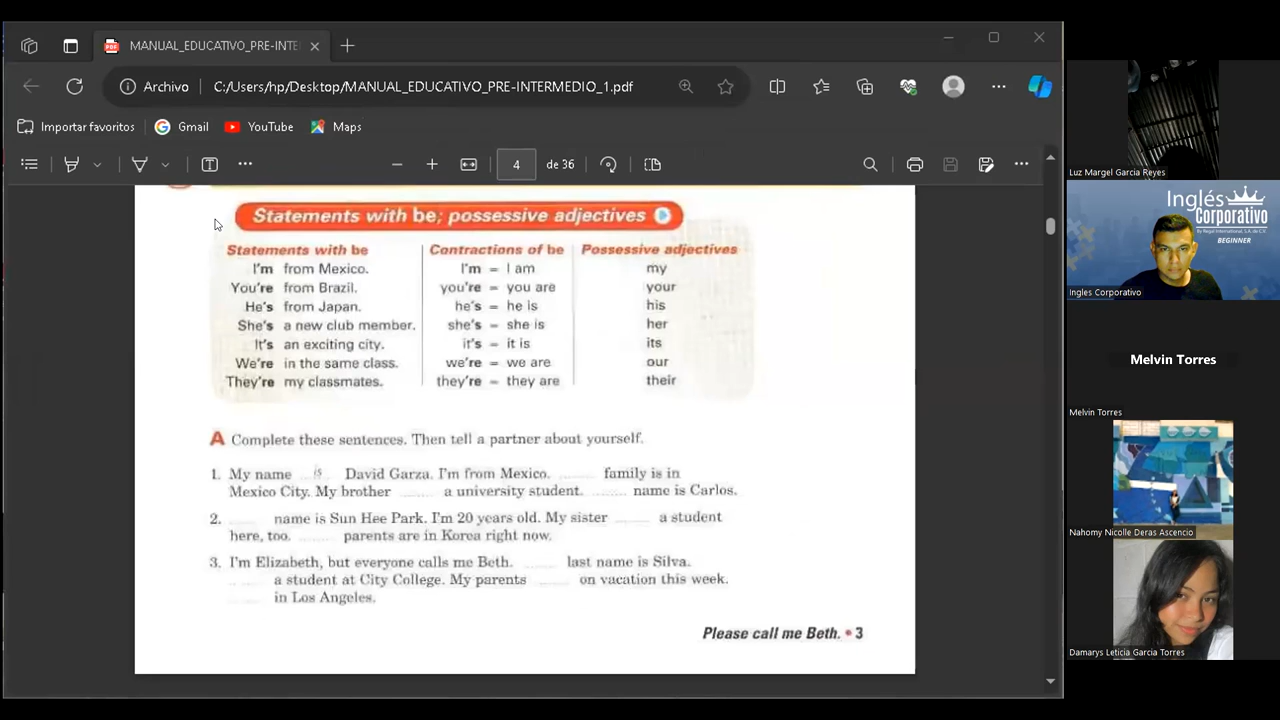 MANUAL_EDUCATIVO_PRE-INTE
Archivo
C:/Users/hp/Desktop/MANUAL_EDUCATIVO_PRE-INTERMEDIO_1.pdf
Importar favoritos
Gmail
YouTube
Maps
4 de 36
Statements with be; possessive adjectives
Statements with be
I'm from Mexico.
You're from Brazil.
He's from Japan.
She's a new club member.
It's an exciting city.
We're in the same class.
They're my classmates.
Contractions of be
I'm = I am
you're = you are
he's = he is
she's = she is
it's = it is
we're = we are
they're = they are
Possessive adjectives
my
your
his
her
its
our
their
A Complete these sentences. Then tell a partner about yourself.
1. My name is David Garza. I'm from Mexico. family is in
Mexico City. My brother a university student. name is Carlos.
2. name is Sun Hee Park. I'm 20 years old. My sister a student
here, too. parents are in Korea right now.
3. I'm Elizabeth, but everyone calls me Beth. last name is Silva.
a student at City College. My parents on vacation this week.
in Los Angeles.
Please call me Beth. • 3
Luz Margel Garcia Reyes
Inglés
Corporativo
By Regal International, S.A. de C.V.
BEGINNER
Ingles Corporativo
Melvin Torres
Melvin Torres
Nahomy Nicolle Deras Ascencio
Damarys Leticia Garcia Torres